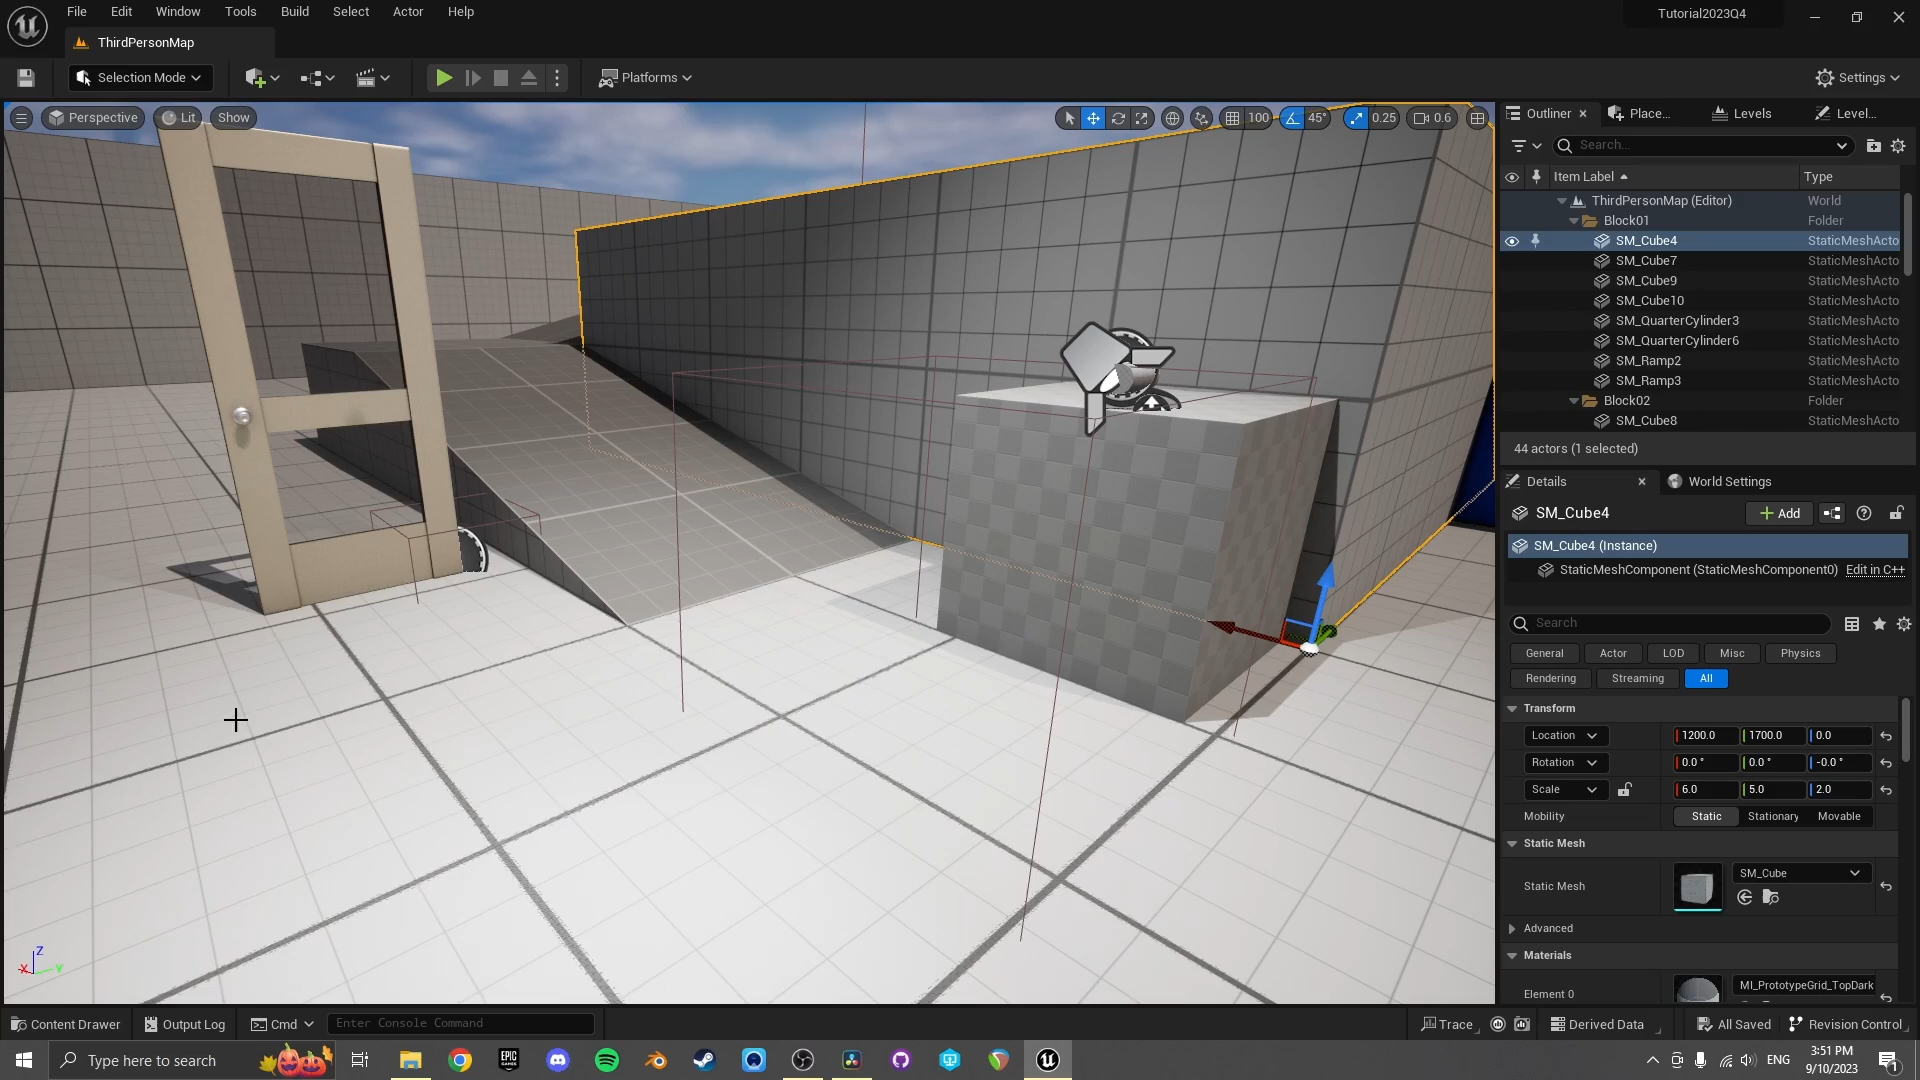 File Edit Window Tools Build Select Actor Help
Tutorial2023Q4
ThirdPersonMap
Selection Mode
Platforms
Settings
Perspective Lit Show
100 45° 0.25 0.6
Outliner Place... Levels Level...
Search...
Item Label Type
ThirdPersonMap (Editor) World
Block01 Folder
SM_Cube4 StaticMeshActo
SM_Cube7 StaticMeshActo
SM_Cube9 StaticMeshActo
SM_Cube10 StaticMeshActo
SM_QuarterCylinder3 StaticMeshActo
SM_QuarterCylinder6 StaticMeshActo
SM_Ramp2 StaticMeshActo
SM_Ramp3 StaticMeshActo
Block02 Folder
SM_Cube8 StaticMeshActo
44 actors (1 selected)
Details World Settings
SM_Cube4 Add
SM_Cube4 (Instance)
StaticMeshComponent (StaticMeshComponent0) Edit in C++
Search
General Actor LOD Misc Physics
Rendering Streaming All
Transform
Location 1200.0 1700.0 0.0
Rotation 0.0 ° 0.0 ° -0.0 °
Scale 6.0 5.0 2.0
Mobility Static Stationary Movable
Static Mesh
Static Mesh SM_Cube
Advanced
Materials
Element 0 MI_PrototypeGrid_TopDark
Z
X Y
Content Drawer Output Log Cmd Enter Console Command Trace Derived Data All Saved Revision Control
Type here to search EPIC GAMES ENG 3:51 PM
9/10/2023 1